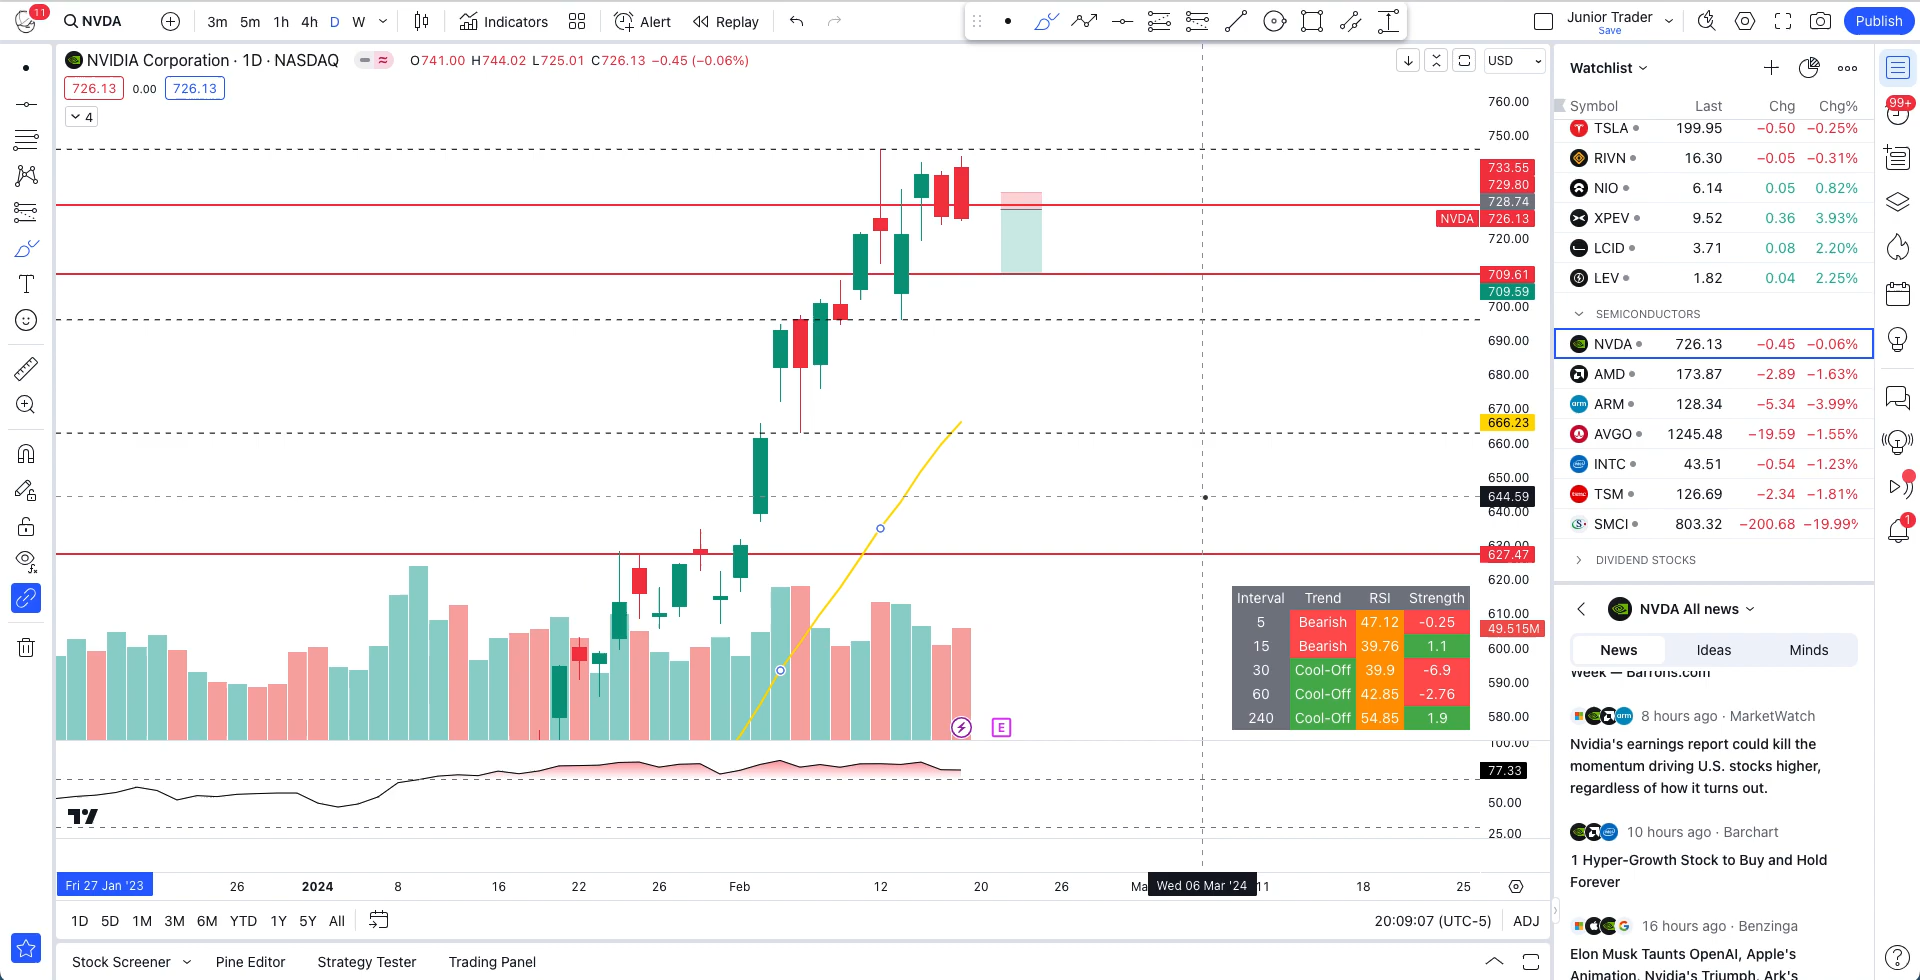 11
NVDA
3m 5m 1h 4h D W
Indicators
Alert
Replay
Junior Trader
Save
Publish
NVIDIA Corporation · 1D · NASDAQ
O741.00 H744.02 L725.01 C726.13 −0.45 (−0.06%)
726.13 0.00 726.13
4
USD
760.00
750.00
733.55
729.80
728.74
NVDA 726.13
720.00
709.61
709.59
700.00
690.00
680.00
670.00
666.23
660.00
650.00
644.59
640.00
630.00
627.47
620.00
610.00
49.515M
600.00
590.00
580.00
100.00
77.33
50.00
25.00
Interval Trend RSI Strength
5 Bearish 47.12 -0.25
15 Bearish 39.76 1.1
30 Cool-Off 39.9 -6.9
60 Cool-Off 42.85 -2.76
240 Cool-Off 54.85 1.9
E
Fri 27 Jan '23 26 2024 8 16 22 26 Feb 12 20 26 Ma Wed 06 Mar '24 11 18 25
1D 5D 1M 3M 6M YTD 1Y 5Y All
20:09:07 (UTC-5) ADJ
Stock Screener Pine Editor Strategy Tester Trading Panel
Watchlist
Symbol Last Chg Chg%
TSLA 199.95 −0.50 −0.25%
RIVN 16.30 −0.05 −0.31%
NIO 6.14 0.05 0.82%
XPEV 9.52 0.36 3.93%
LCID 3.71 0.08 2.20%
LEV 1.82 0.04 2.25%
SEMICONDUCTORS
NVDA 726.13 −0.45 −0.06%
AMD 173.87 −2.89 −1.63%
arm ARM 128.34 −5.34 −3.99%
AVGO 1245.48 −19.59 −1.55%
INTC 43.51 −0.54 −1.23%
TSM 126.69 −2.34 −1.81%
SMCI 803.32 −200.68 −19.99%
DIVIDEND STOCKS
NVDA All news
News Ideas Minds
Week — Barrons.com
arm 8 hours ago · MarketWatch
Nvidia's earnings report could kill the
momentum driving U.S. stocks higher,
regardless of how it turns out.
10 hours ago · Barchart
1 Hyper-Growth Stock to Buy and Hold
Forever
16 hours ago · Benzinga
Elon Musk Taunts OpenAI, Apple's
Animation, Nvidia's Triumph, Ark's
99+
1